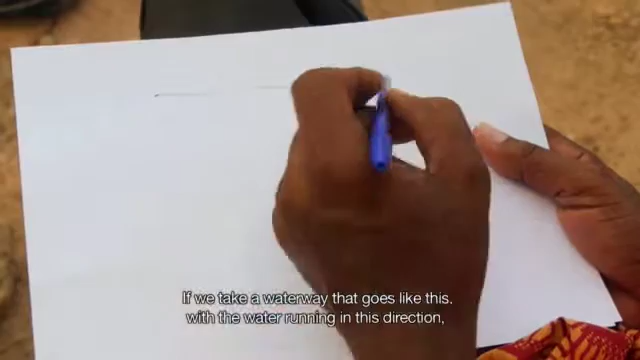 If we take a waterway that goes like this.
with the water running in this direction,